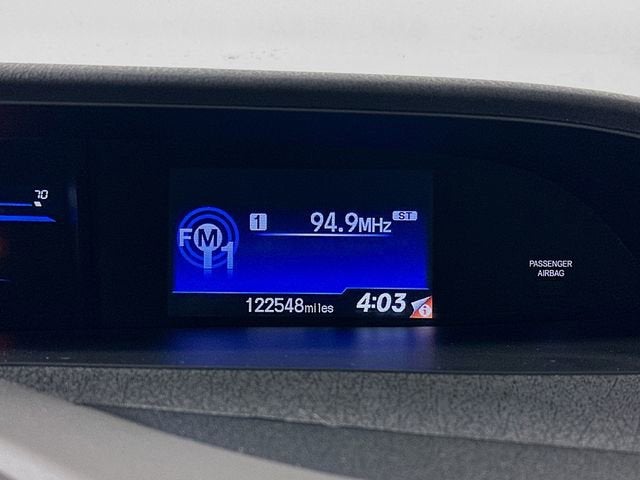 70
1 94.9MHz ST
FM1
PASSENGER
AIRBAG
122548miles 4:03 i